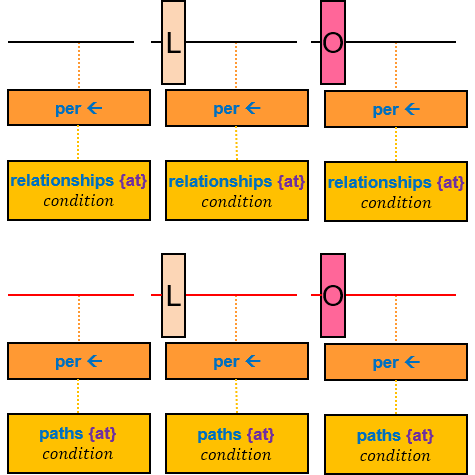 L O
per ← per ← per ←
relationships {at} relationships {at} relationships {at}
condition condition condition
L O
per ← per ← per ←
paths {at} paths {at} paths {at}
condition condition condition